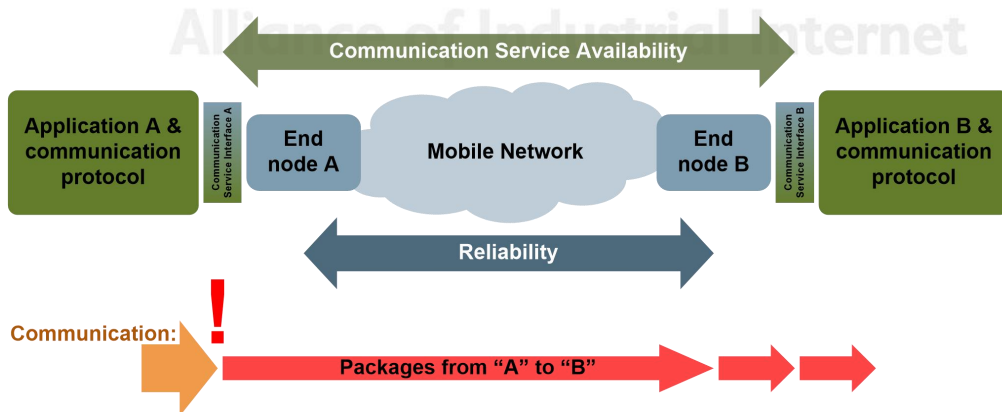 Alliance of Industrial Internet
Communication Service Availability
Application A &
communication
protocol
Communication
Service Interface A
End
node A
Mobile Network
End
node B
Communication
Service Interface B
Application B &
communication
protocol
Reliability
!
Communication:
Packages from “A” to “B”